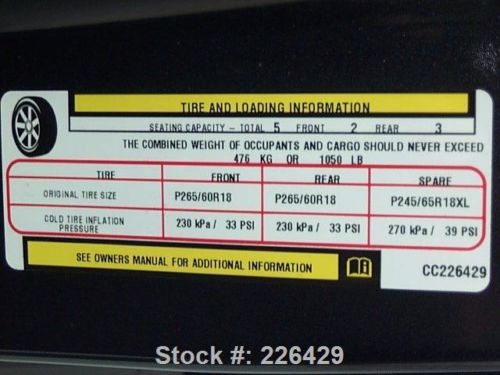 TIRE AND LOADING INFORMATION
SEATING CAPACITY - TOTAL 5 FRONT 2 REAR 3
THE COMBINED WEIGHT OF OCCUPANTS AND CARGO SHOULD NEVER EXCEED
476 KG OR 1050 LB
TIRE FRONT REAR SPARE
ORIGINAL TIRE SIZE P265/60R18 P265/60R18 P245/65R18XL
COLD TIRE INFLATION
PRESSURE 230 kPa / 33 PSI 230 kPa / 33 PSI 270 kPa / 39 PSI
SEE OWNERS MANUAL FOR ADDITIONAL INFORMATION
CC226429
Stock #: 226429